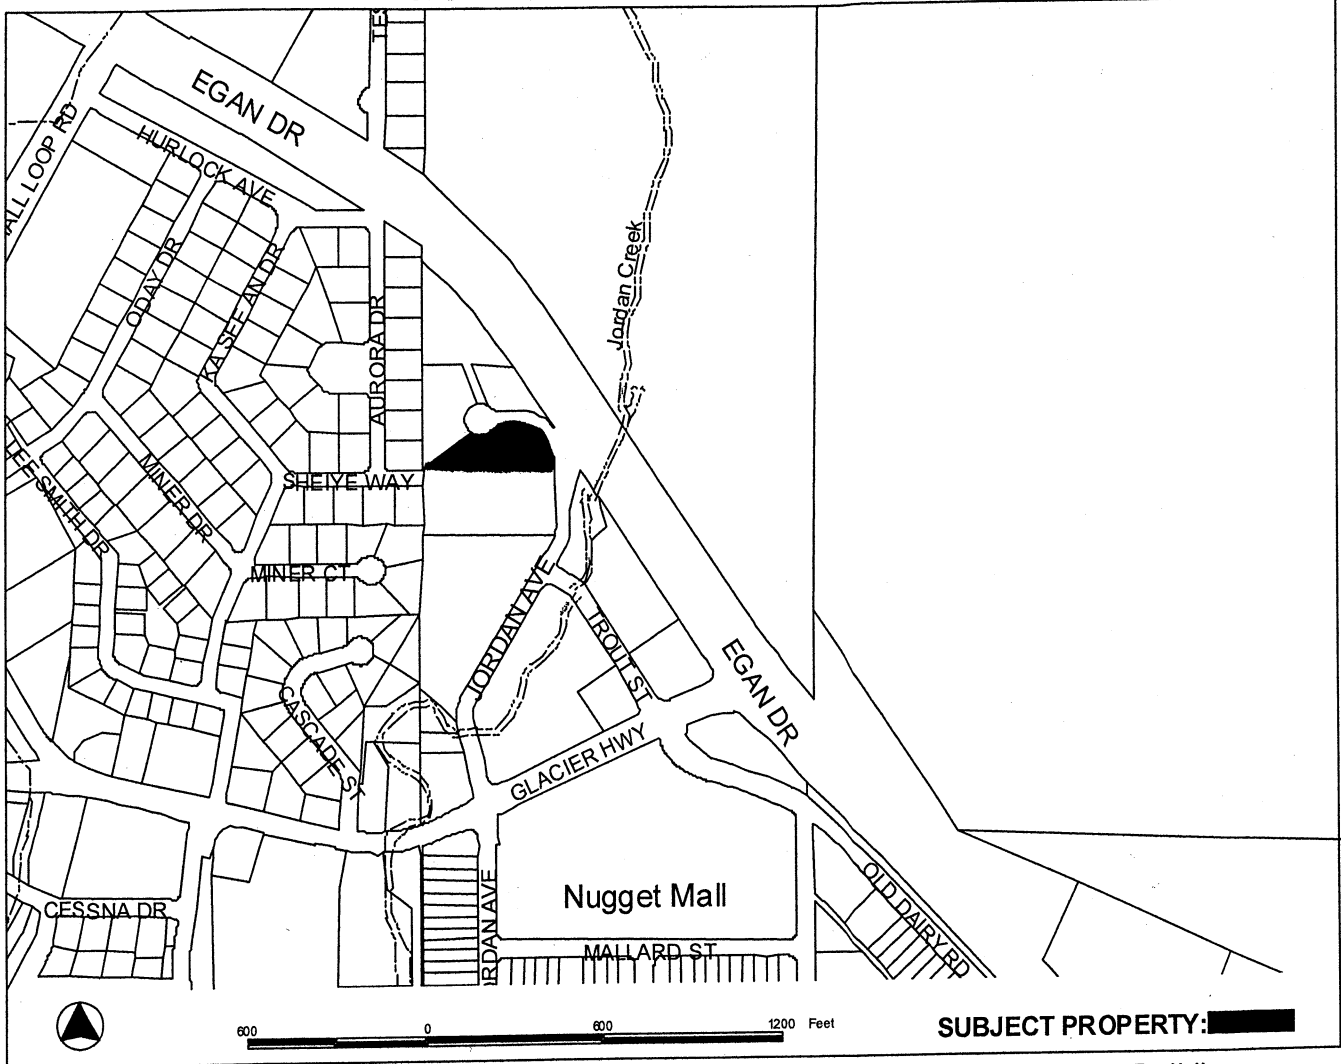 TES
EGAN DR
HURLOCK AVE
ALL LOOP RD
ODAY DR
KA SEE AN DR
AURORA DR
Jordan Creek
SHEIYE WAY
LEE SMITH DR
MINER DR
MINER CT
JORDAN AVE
TROUT ST
CASCADE ST
EGAN DR
GLACIER HWY
Nugget Mall
OLD DAIRY RD
CESSNA DR
RDAN AVE
MALLARD ST
600 0 600 1200 Feet
SUBJECT PROPERTY: